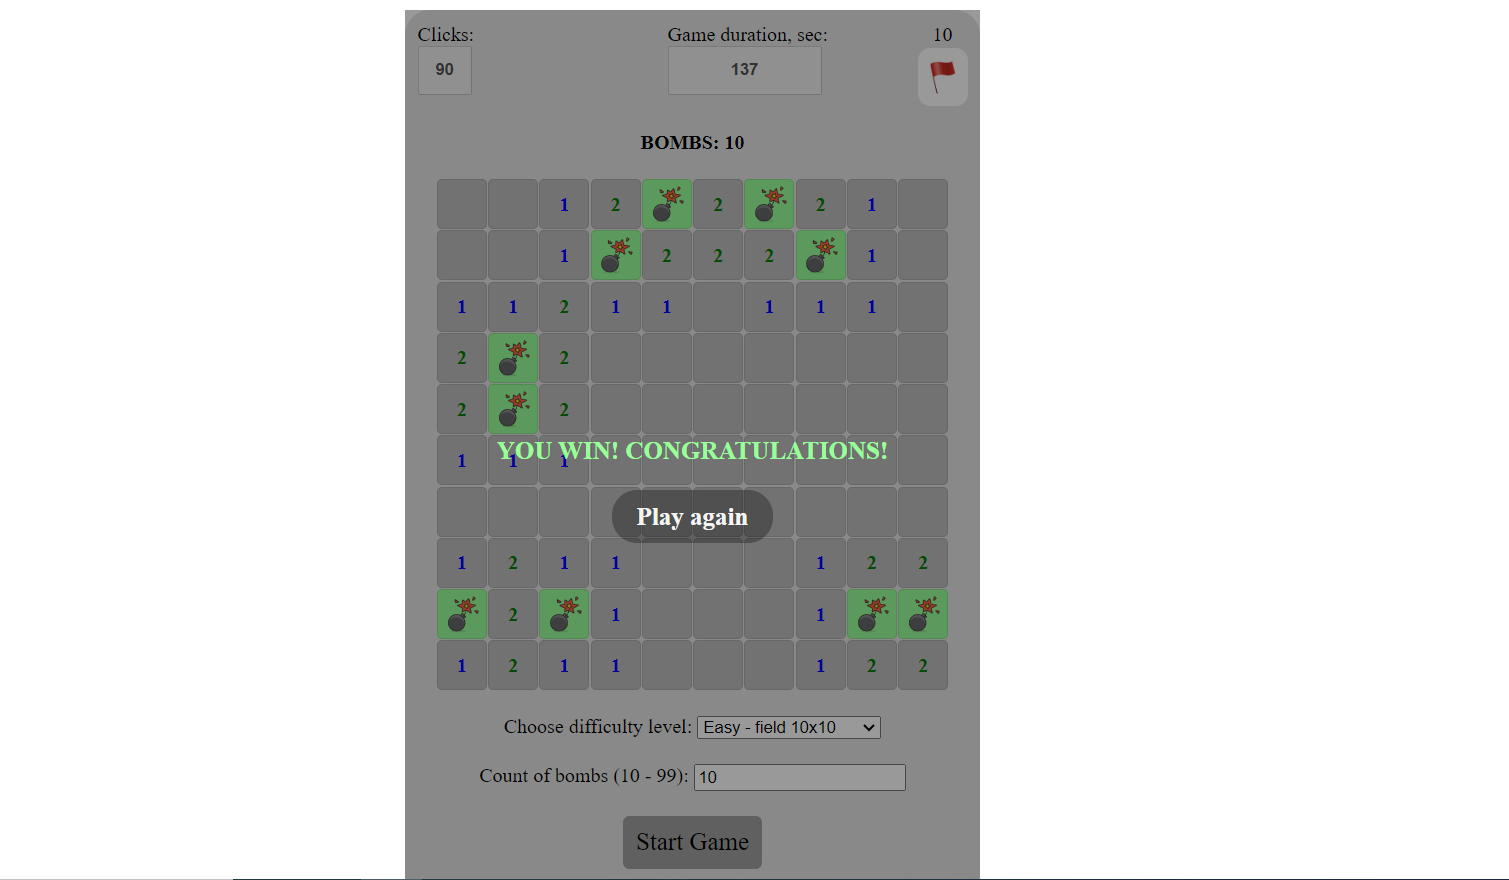 Clicks: Game duration, sec: 10
90 137
BOMBS: 10
1 2 2 2 1
1 2 2 2 1
1 1 2 1 1 1 1 1
2 2
2 2
YOU WIN! CONGRATULATIONS!
1 1 1
Play again
1 2 1 1 1 2 2
2 1 1
1 2 1 1 1 2 2
Choose difficulty level: Easy - field 10x10
Count of bombs (10 - 99): 10
Start Game